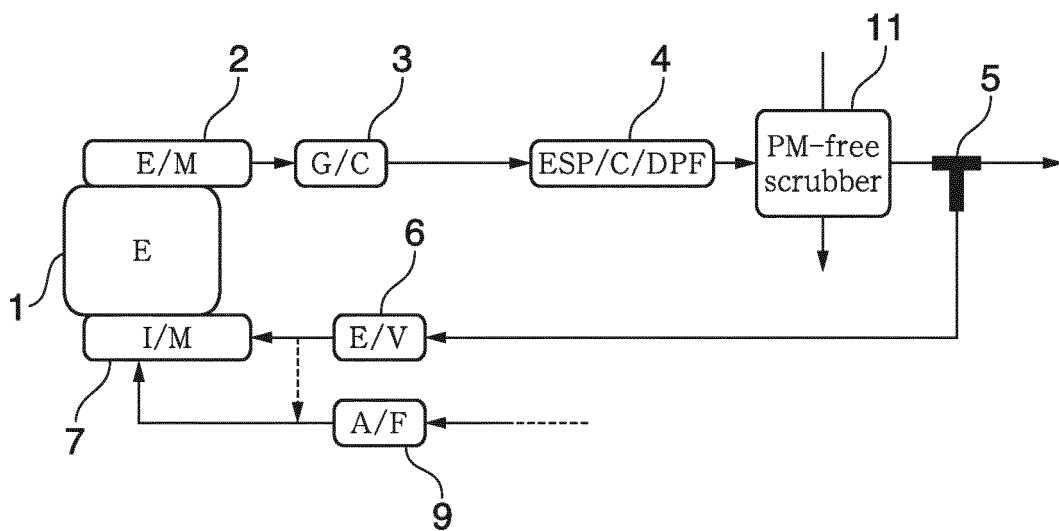 2
3
4
11
5
E/M
G/C
ESP/C/DPF
PM-free
scrubber
E
1
6
I/M
E/V
7
A/F
9